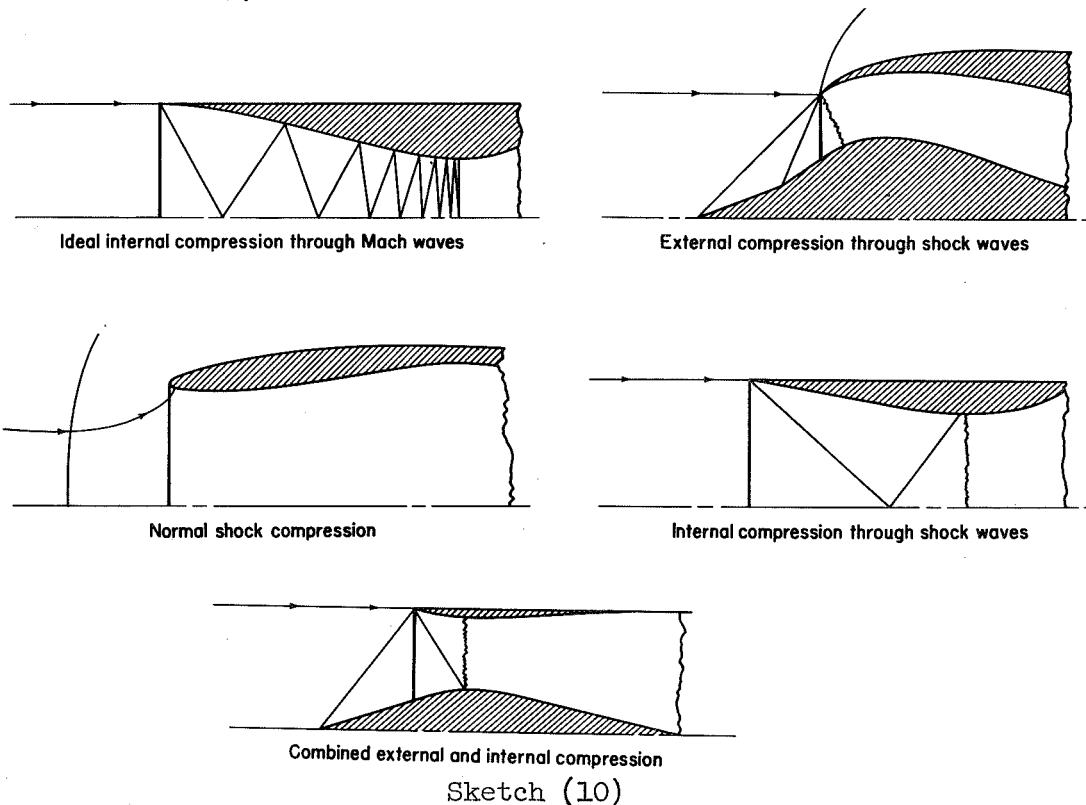 Ideal internal compression through Mach waves
External compression through shock waves
Normal shock compression
Internal compression through shock waves
Combined external and internal compression
Sketch (10)